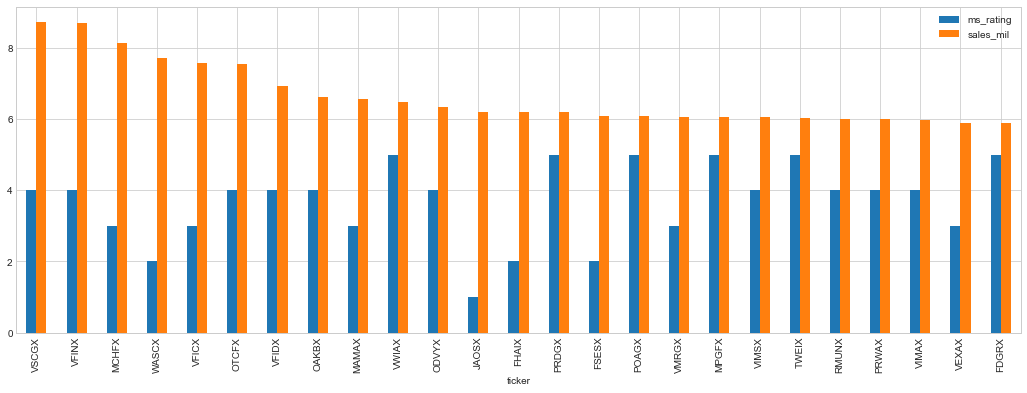 ms_rating
sales_mil
8
6
4
2
0
VSCGX VFINX MCHFX WASCX VFICX OTCFX VFIDX OAKBX MAMAX VWIAX ODVYX JAOSX FHAIX PRDGX FSESX POAGX VMRGX MPGFX VIMSX TWEIX RMUNX PRWAX VIMAX VEXAX FDGRX
ticker